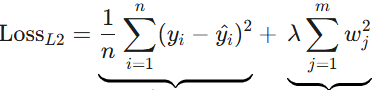 Loss_{L2} = \frac{1}{n} \sum_{i=1}^{n} (y_i - \hat{y}_i)^2 + \lambda \sum_{j=1}^{m} w_j^2